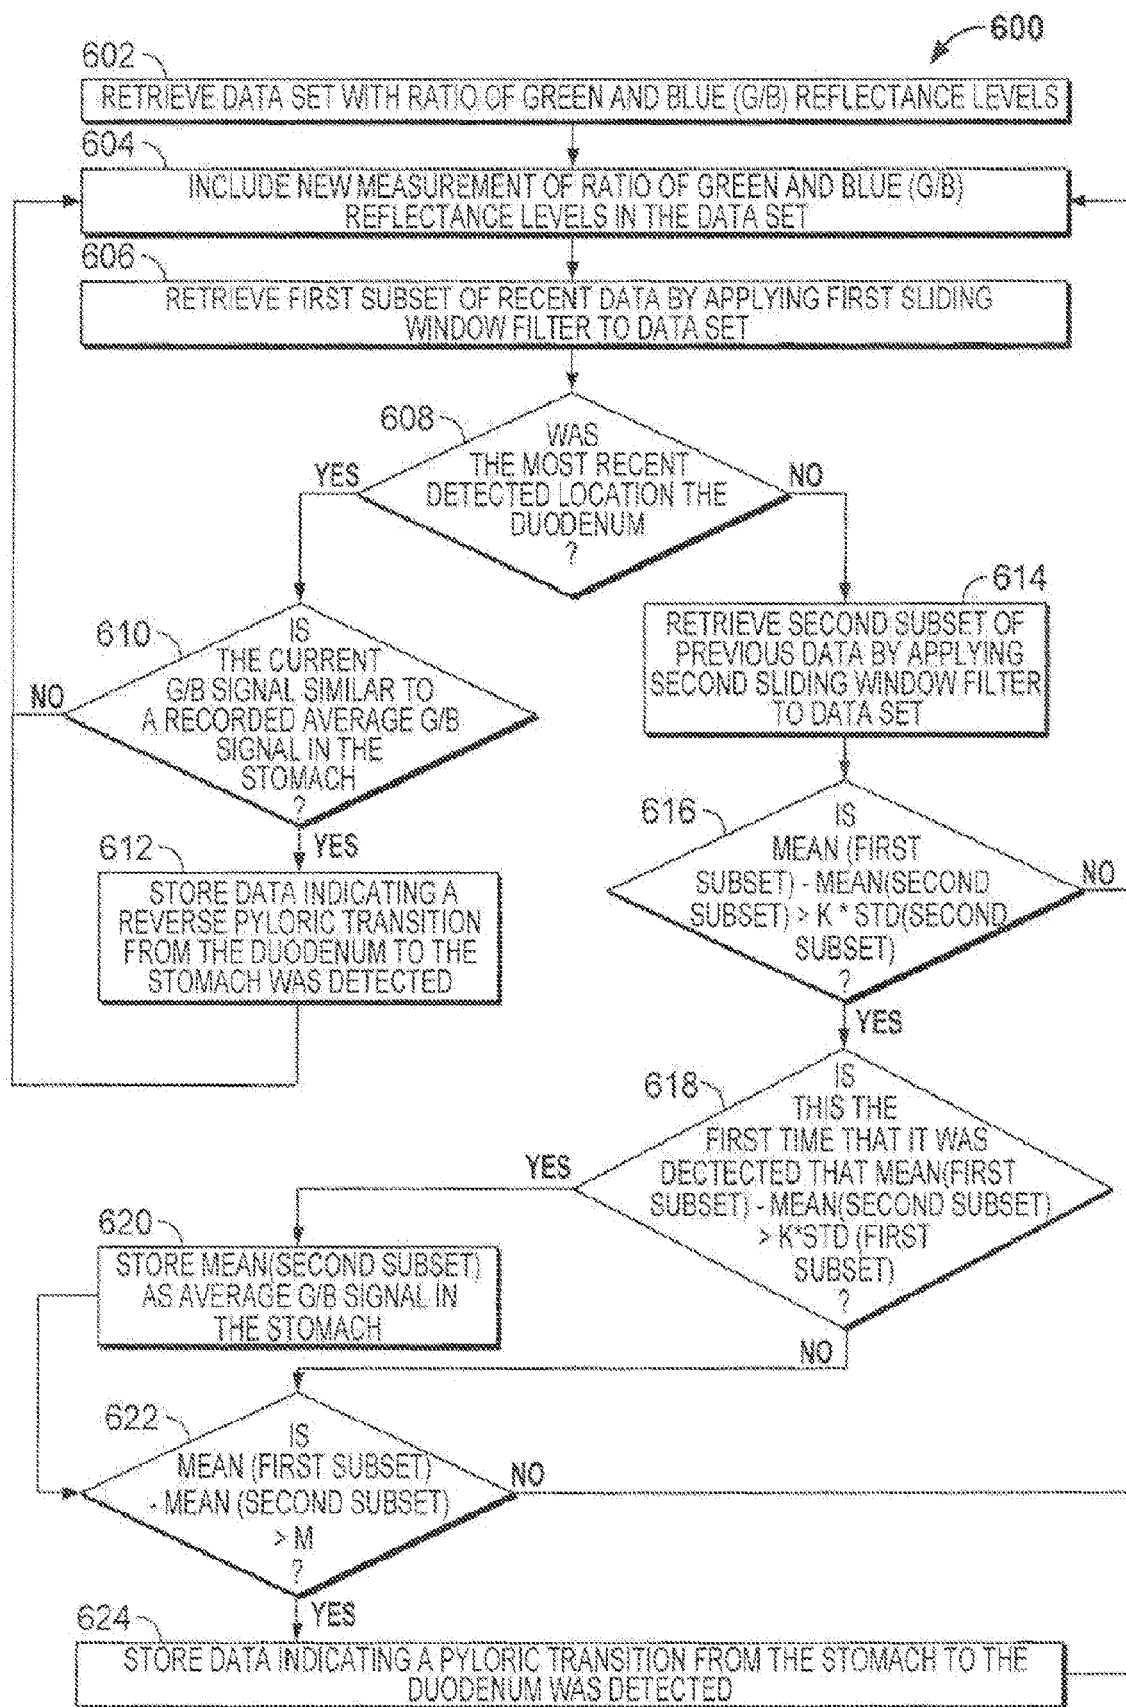 600
602
RETRIEVE DATA SET WITH RATIO OF GREEN AND BLUE (G/B) REFLECTANCE LEVELS
604
INCLUDE NEW MEASUREMENT OF RATIO OF GREEN AND BLUE (G/B)
REFLECTANCE LEVELS IN THE DATA SET
606
RETRIEVE FIRST SUBSET OF RECENT DATA BY APPLYING FIRST SLIDING
WINDOW FILTER TO DATA SET
608
WAS
THE MOST RECENT
DETECTED LOCATION THE
DUODENUM
?
YES
NO
610
IS
THE CURRENT
G/B SIGNAL SIMILAR TO
A RECORDED AVERAGE G/B
SIGNAL IN THE
STOMACH
?
NO
YES
612
STORE DATA INDICATING A
REVERSE PYLORIC TRANSITION
FROM THE DUODENUM TO THE
STOMACH WAS DETECTED
614
RETRIEVE SECOND SUBSET OF
PREVIOUS DATA BY APPLYING
SECOND SLIDING WINDOW FILTER
TO DATA SET
616
IS
MEAN (FIRST
SUBSET) - MEAN(SECOND
SUBSET) > K * STD(SECOND
SUBSET)
?
NO
YES
618
IS
THIS THE
FIRST TIME THAT IT WAS
DECTECTED THAT MEAN(FIRST
SUBSET) - MEAN(SECOND SUBSET)
> K*STD (FIRST
SUBSET)
?
YES
NO
620
STORE MEAN(SECOND SUBSET)
AS AVERAGE G/B SIGNAL IN
THE STOMACH
622
IS
MEAN (FIRST SUBSET)
- MEAN (SECOND SUBSET)
> M
?
NO
YES
624
STORE DATA INDICATING A PYLORIC TRANSITION FROM THE STOMACH TO THE
DUODENUM WAS DETECTED